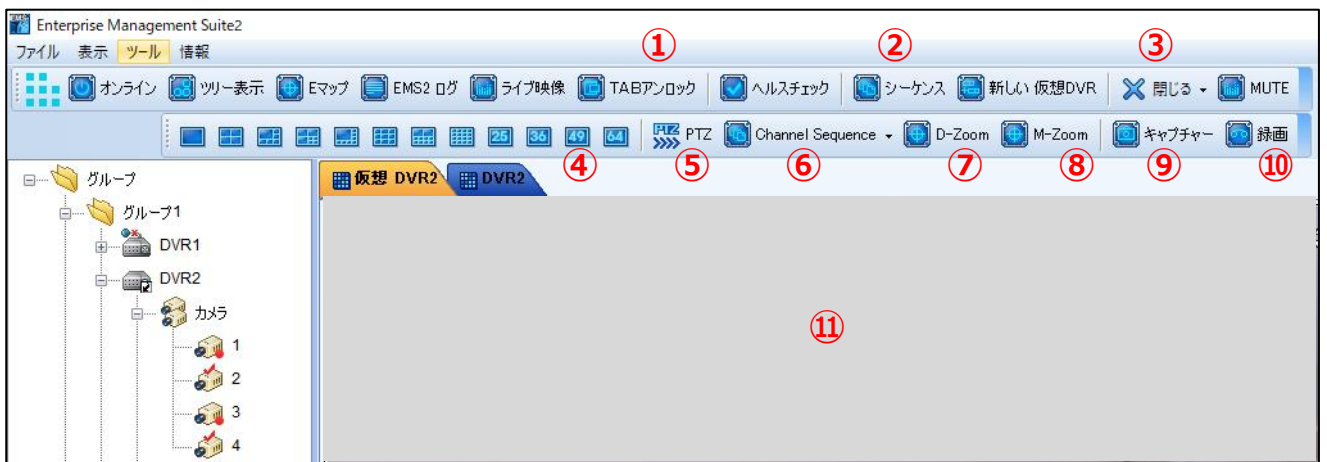 Enterprise Management Suite2
ファイル 表示 ツール 情報
① ② ③
オンライン ツリー表示 Eマップ EMS2 ログ ライブ映像 TABアンロック ヘルスチェック シーケンス 新しい 仮想DVR 閉じる MUTE
25 36 49 64 PTZ PTZ Channel Sequence D-Zoom M-Zoom キャプチャー 録画
④ ⑤ ⑥ ⑦ ⑧ ⑨ ⑩
グループ
仮想 DVR2 DVR2
グループ1
DVR1
DVR2
カメラ
⑪
1
2
3
4